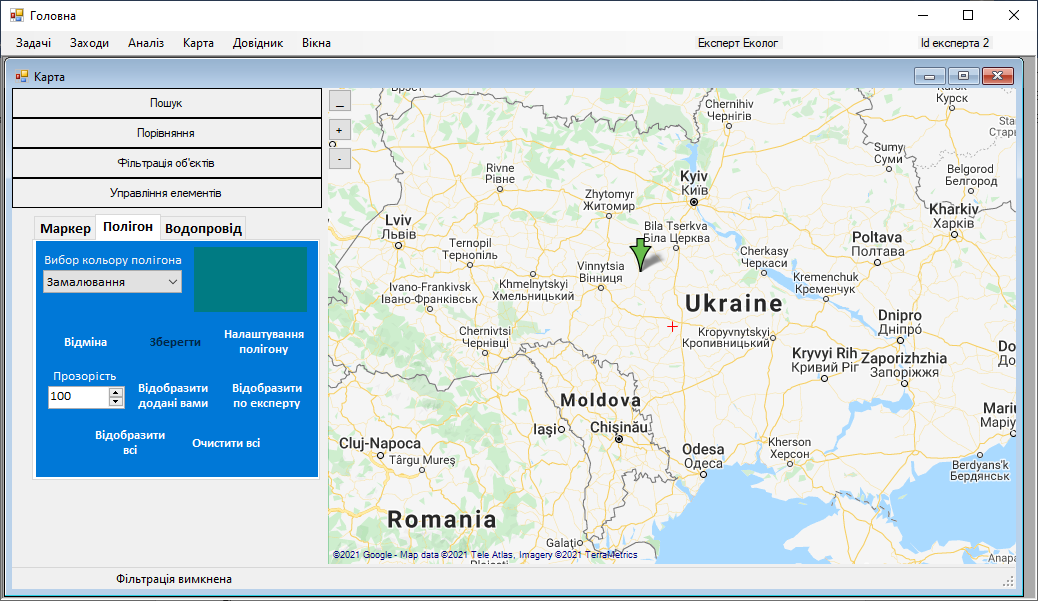 Головна
Задачі Заходи Аналіз Карта Довідник Вікна Експерт Еколог Id експерта 2
Карта
Пошук
Порівняння
Фільтрація об'єктів
Управління елементів
Маркер Полігон Водопровід
Вибор кольору полігона
Замалювання
Відміна Зберегти Налаштування
полігону
Прозорість
100
Відобразити
додані вами
Відобразити
по експерту
Відобразити
всі
Очистити всі
_
+
-
Chernihiv
Чернігів
Курск
Sumy
Суми
Belgorod
Белгород
Rivne
Рівне
Kyiv
Київ
Zhytomyr
Житомир
Kharkiv
Харків
Lviv
Львів
Bila Tserkva
Біла Церква
Poltava
Полтава
Ternopil
Тернопіль
Cherkasy
Черкаси
Vinnytsia
Вінниця
Khmelnytskyi
Хмельницький
Kremenchuk
Кременчук
Ivano-Frankivsk
Івано-Франківськ
Ukraine
Dnipro
Дніпро́
Chernivtsi
Чернівці
Kropyvnytskyi
Кропивницький
Kryvyi Rih
Кривий Ріг
Zaporizhzhia
Запоріжжя
Moldova
Iași
Chișinău
Cluj-Napoca
Târgu Mureș
Odesa
Одеса
Kherson
Херсон
Berdyans'k
Бердянськ
Romania
Galați
©2021 Google - Map data ©2021 Tele Atlas, Imagery ©2021 TerraMetrics
Фільтрація вимкнена